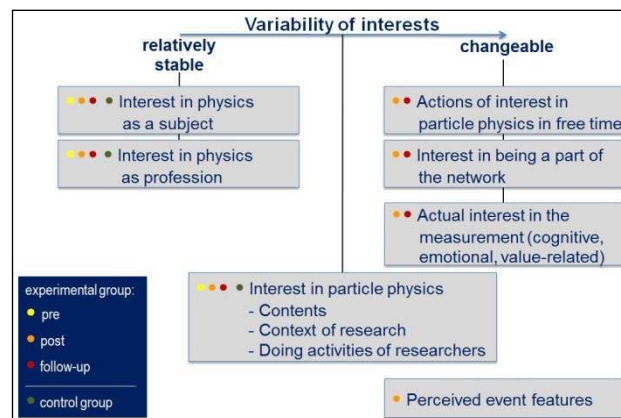 Variability of interests
relatively
stable
changeable
Interest in physics
as a subject
Interest in physics
as profession
Actions of interest in
particle physics in free time
Interest in being a part of
the network
Actual interest in the
measurement (cognitive,
emotional, value-related)
Interest in particle physics
- Contents
- Context of research
- Doing activities of researchers
experimental group:
pre
post
follow-up
control group
Perceived event features